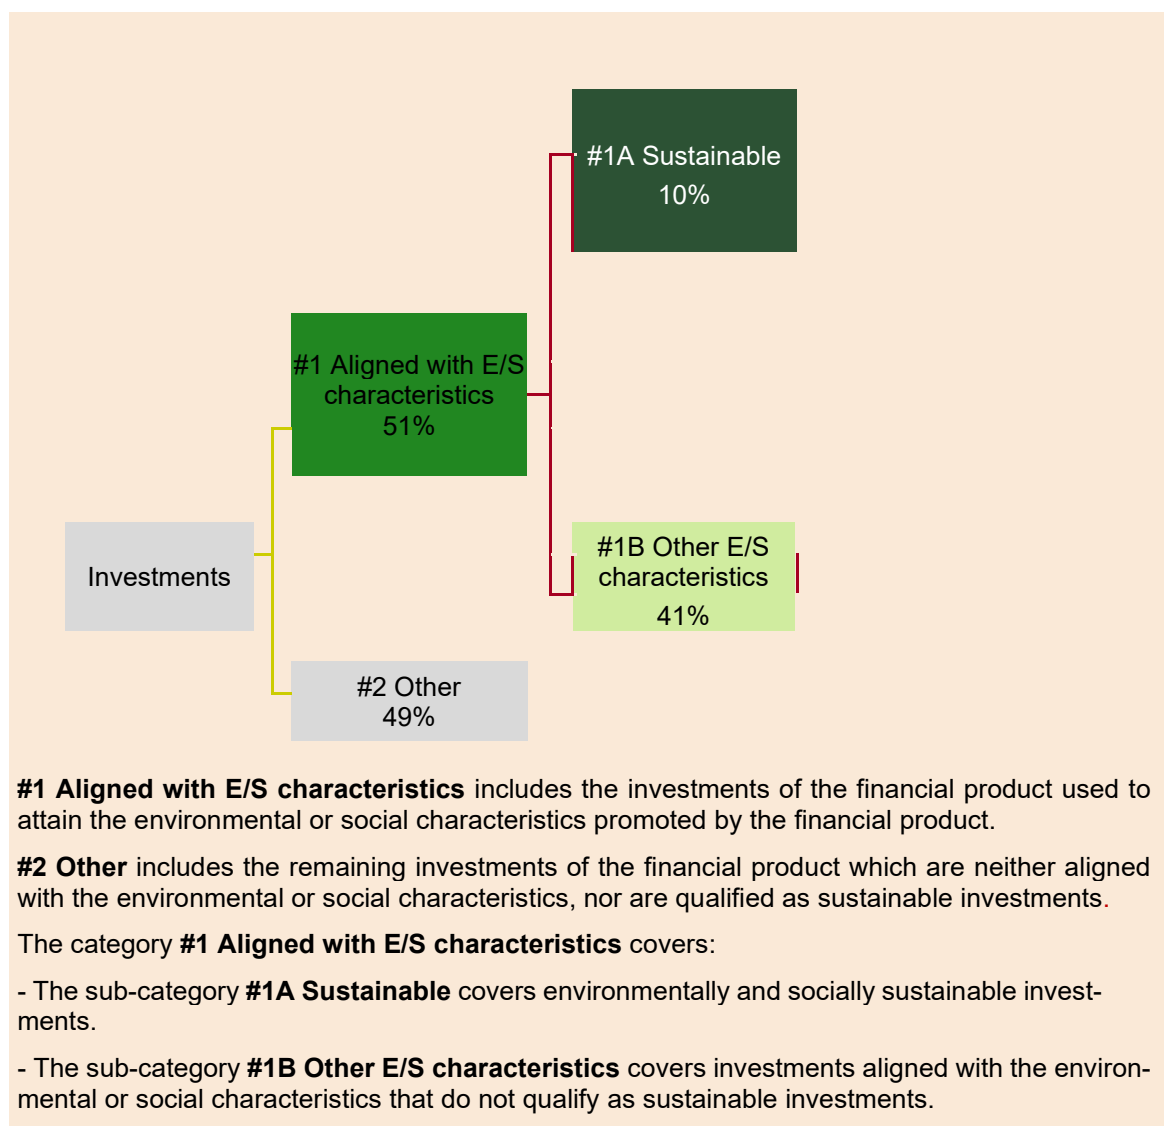 #1A Sustainable
10%
#1 Aligned with E/S
characteristics
51%
#1B Other E/S
characteristics
41%
Investments
#2 Other
49%
#1 Aligned with E/S characteristics includes the investments of the financial product used to
attain the environmental or social characteristics promoted by the financial product.
#2 Other includes the remaining investments of the financial product which are neither aligned
with the environmental or social characteristics, nor are qualified as sustainable investments.
The category #1 Aligned with E/S characteristics covers:
- The sub-category #1A Sustainable covers environmentally and socially sustainable invest-
ments.
- The sub-category #1B Other E/S characteristics covers investments aligned with the environ-
mental or social characteristics that do not qualify as sustainable investments.